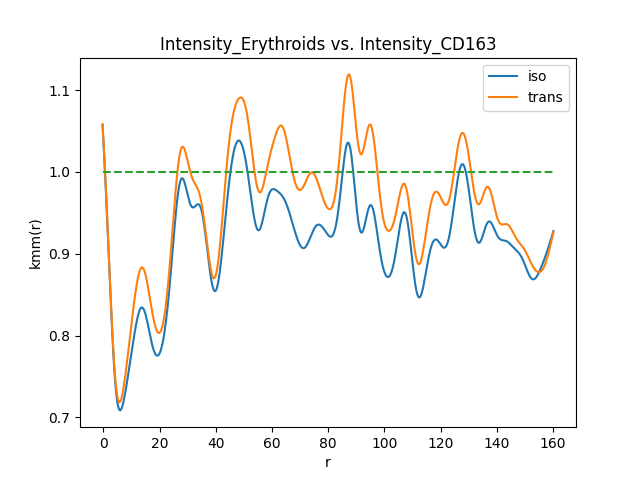 Intensity_Erythroids vs. Intensity_CD163
iso
trans
1.1
1.0
0.9
0.8
0.7
kmm(r)
0 20 40 60 80 100 120 140 160
r